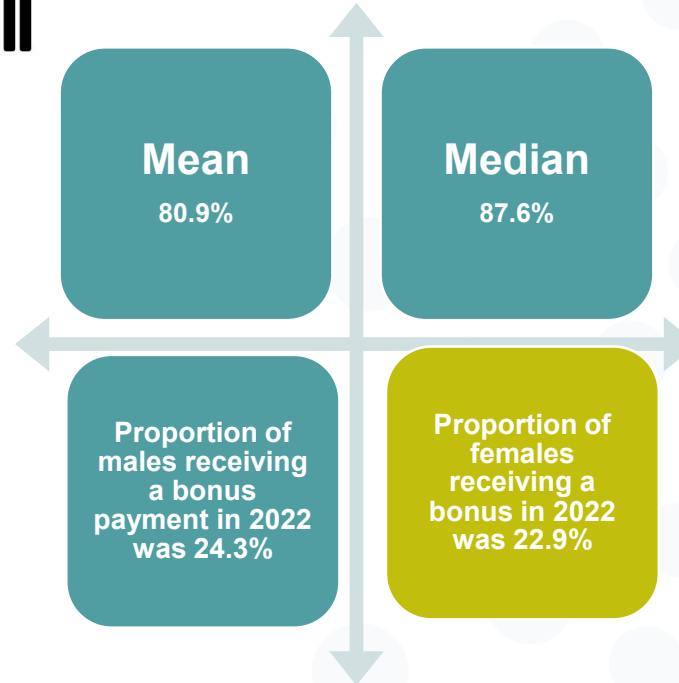 Mean
80.9%
Median
87.6%
Proportion of
males receiving
a bonus
payment in 2022
was 24.3%
Proportion of
females
receiving a
bonus in 2022
was 22.9%